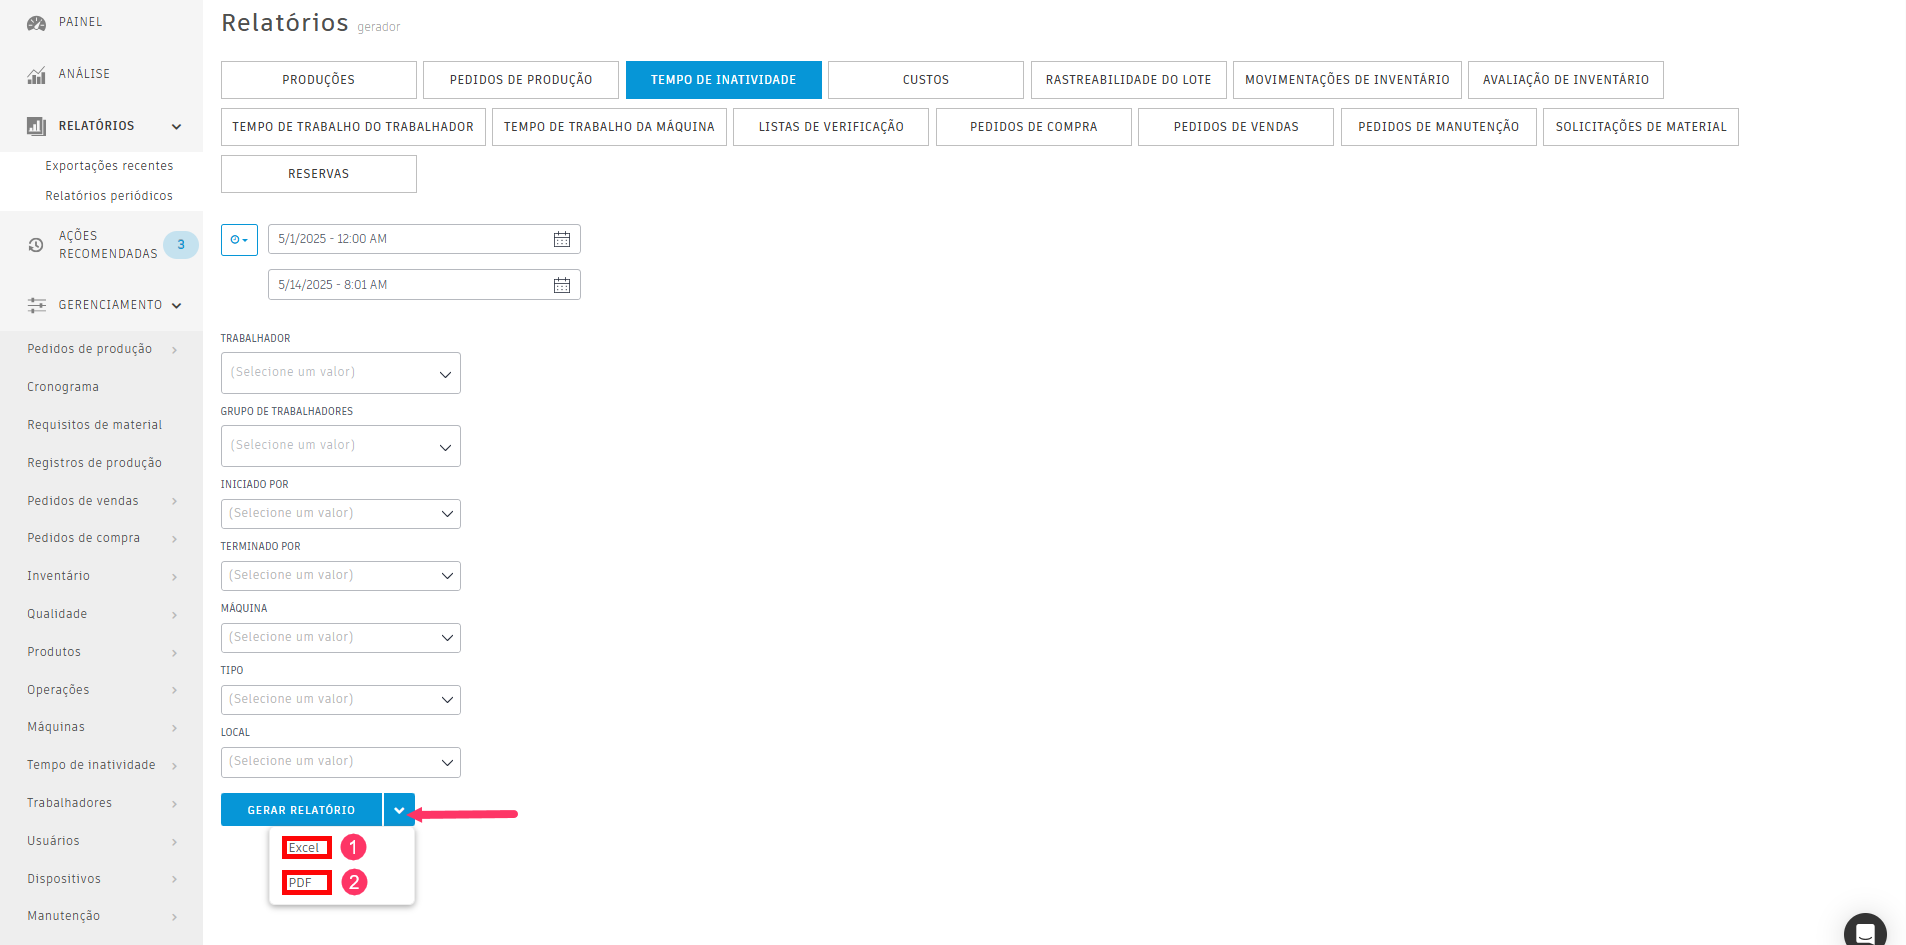 PAINEL
ANÁLISE
RELATÓRIOS
Exportações recentes
Relatórios periódicos
AÇÕES
RECOMENDADAS 3
GERENCIAMENTO
Pedidos de produção
Cronograma
Requisitos de material
Registros de produção
Pedidos de vendas
Pedidos de compra
Inventário
Qualidade
Produtos
Operações
Máquinas
Tempo de inatividade
Trabalhadores
Usuários
Dispositivos
Manutenção
Relatórios gerador
PRODUÇÕES PEDIDOS DE PRODUÇÃO TEMPO DE INATIVIDADE CUSTOS RASTREABILIDADE DO LOTE MOVIMENTAÇÕES DE INVENTÁRIO AVALIAÇÃO DE INVENTÁRIO
TEMPO DE TRABALHO DO TRABALHADOR TEMPO DE TRABALHO DA MÁQUINA LISTAS DE VERIFICAÇÃO PEDIDOS DE COMPRA PEDIDOS DE VENDAS PEDIDOS DE MANUTENÇÃO SOLICITAÇÕES DE MATERIAL
RESERVAS
5/1/2025 - 12:00 AM
5/14/2025 - 8:01 AM
TRABALHADOR
(Selecione um valor)
GRUPO DE TRABALHADORES
(Selecione um valor)
INICIADO POR
(Selecione um valor)
TERMINADO POR
(Selecione um valor)
MÁQUINA
(Selecione um valor)
TIPO
(Selecione um valor)
LOCAL
(Selecione um valor)
GERAR RELATÓRIO
Excel 1
PDF 2